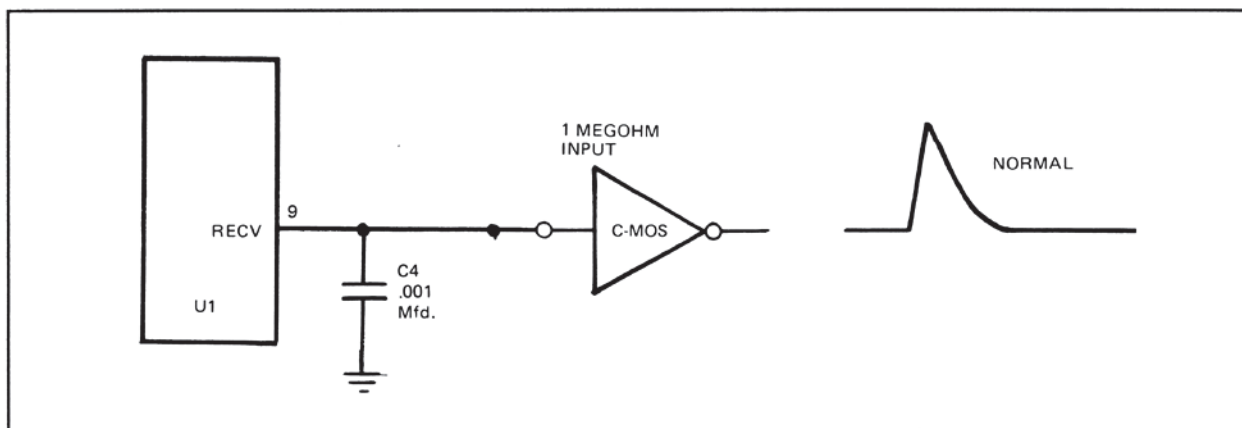 1 MEGOHM
INPUT
NORMAL
9
RECV
C-MOS
C4
.001
Mfd.
U1